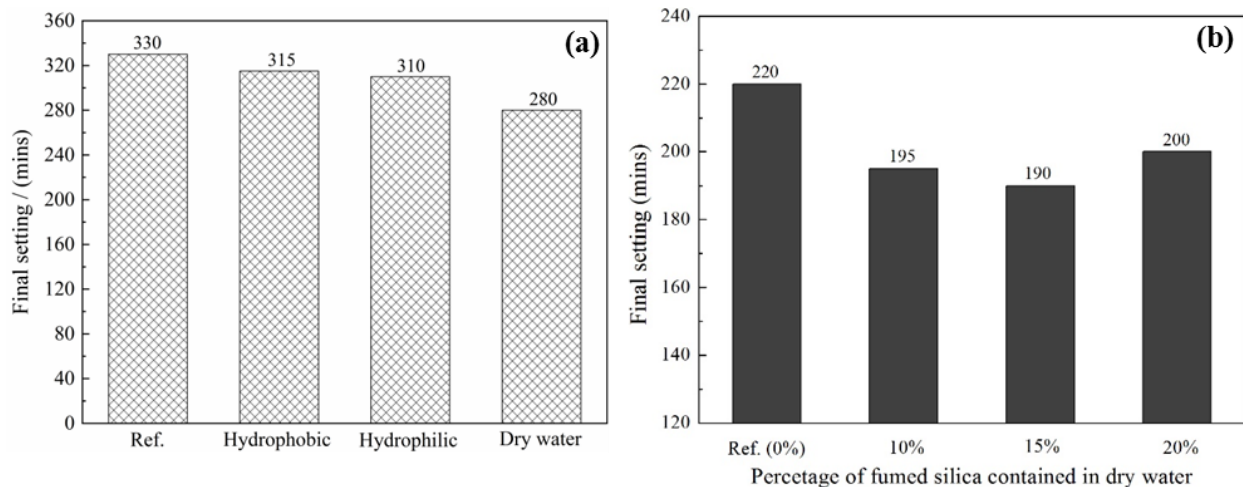 (a)
Final setting / (mins)
360
320
280
240
200
160
120
80
40
0
330
315
310
280
Ref.
Hydrophobic
Hydrophilic
Dry water
(b)
Final setting (mins)
240
220
200
180
160
140
120
220
195
190
200
Ref. (0%)
10%
15%
20%
Percetage of fumed silica contained in dry water